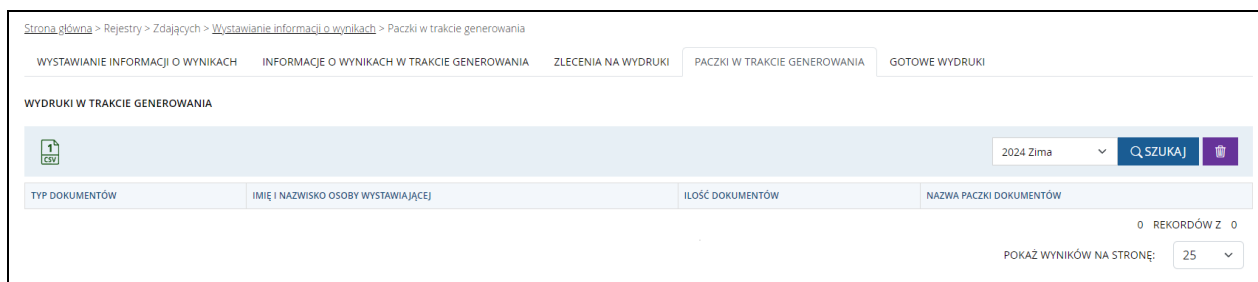 Strona główna > Rejestry > Zdających > Wystawianie informacji o wynikach > Paczki w trakcie generowania
WYSTAWIANIE INFORMACJI O WYNIKACH INFORMACJE O WYNIKACH W TRAKCIE GENEROWANIA ZLECENIA NA WYDRUKI PACZKI W TRAKCIE GENEROWANIA GOTOWE WYDRUKI
WYDRUKI W TRAKCIE GENEROWANIA
1 CSV 2024 Zima SZUKAJ
TYP DOKUMENTÓW IMIĘ I NAZWISKO OSOBY WYSTAWIAJĄCEJ ILOŚĆ DOKUMENTÓW NAZWA PACZKI DOKUMENTÓW
0 REKORDÓW Z 0
POKAŻ WYNIKÓW NA STRONĘ: 25